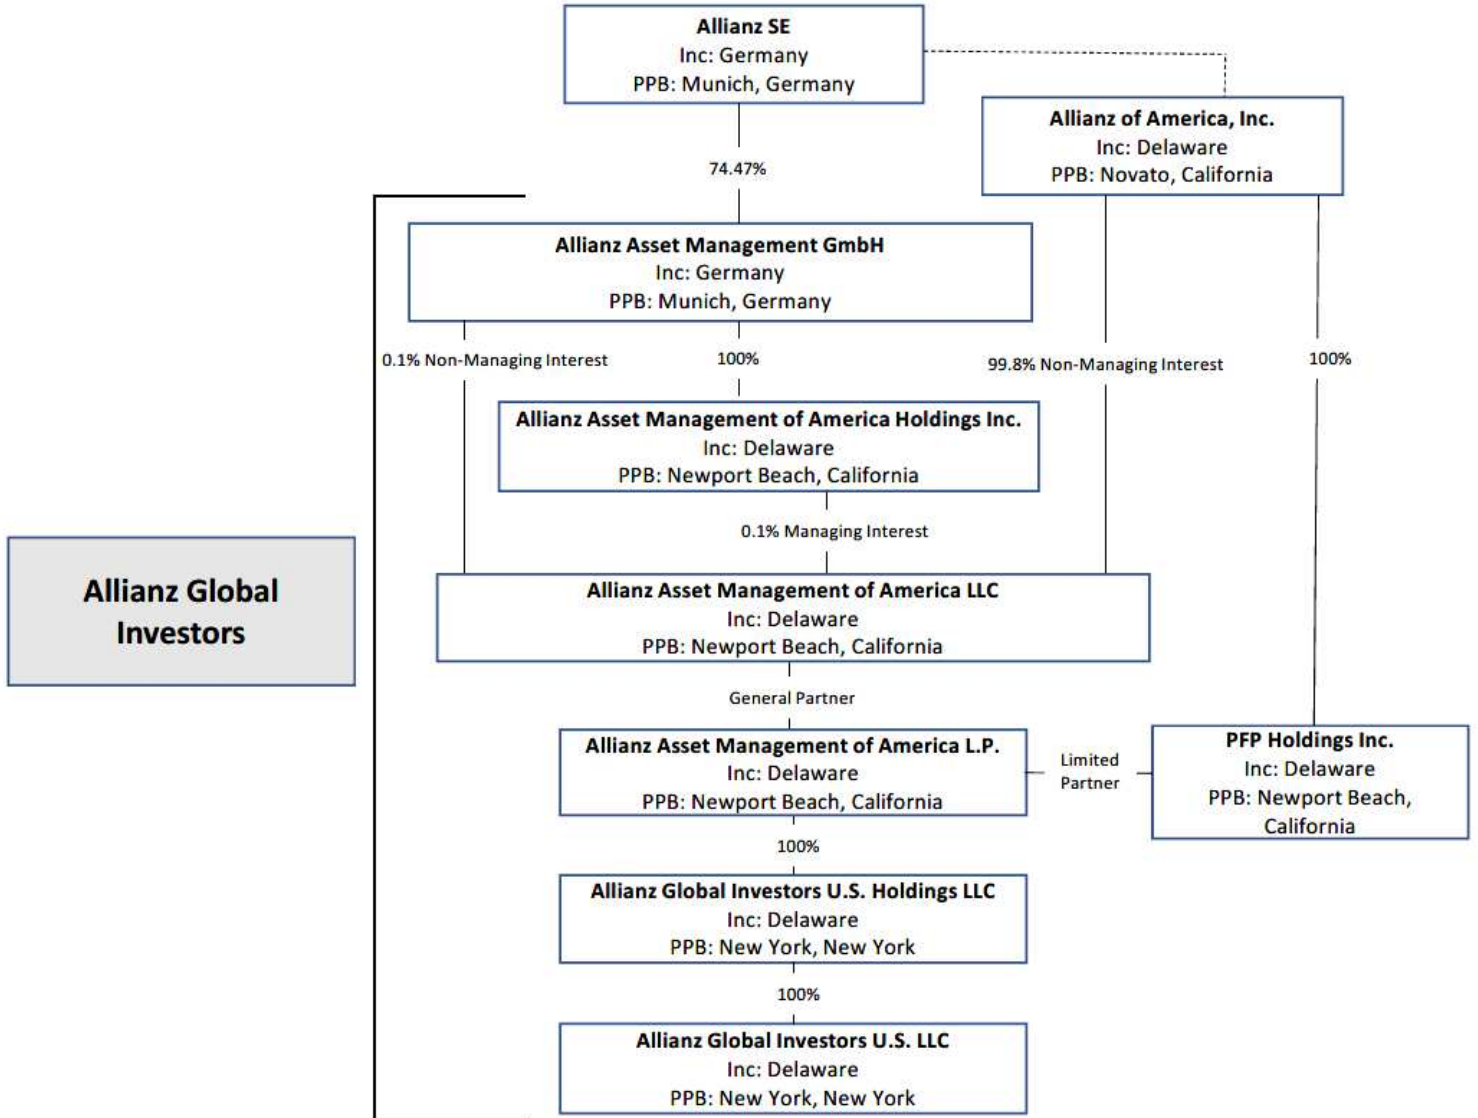 Allianz SE
Inc: Germany
PPB: Munich, Germany
Allianz of America, Inc.
Inc: Delaware
PPB: Novato, California
74.47%
Allianz Asset Management GmbH
Inc: Germany
PPB: Munich, Germany
0.1% Non-Managing Interest
100%
99.8% Non-Managing Interest
100%
Allianz Asset Management of America Holdings Inc.
Inc: Delaware
PPB: Newport Beach, California
0.1% Managing Interest
Allianz Global
Investors
Allianz Asset Management of America LLC
Inc: Delaware
PPB: Newport Beach, California
General Partner
Allianz Asset Management of America L.P.
Inc: Delaware
PPB: Newport Beach, California
Limited
Partner
PFP Holdings Inc.
Inc: Delaware
PPB: Newport Beach,
California
100%
Allianz Global Investors U.S. Holdings LLC
Inc: Delaware
PPB: New York, New York
100%
Allianz Global Investors U.S. LLC
Inc: Delaware
PPB: New York, New York